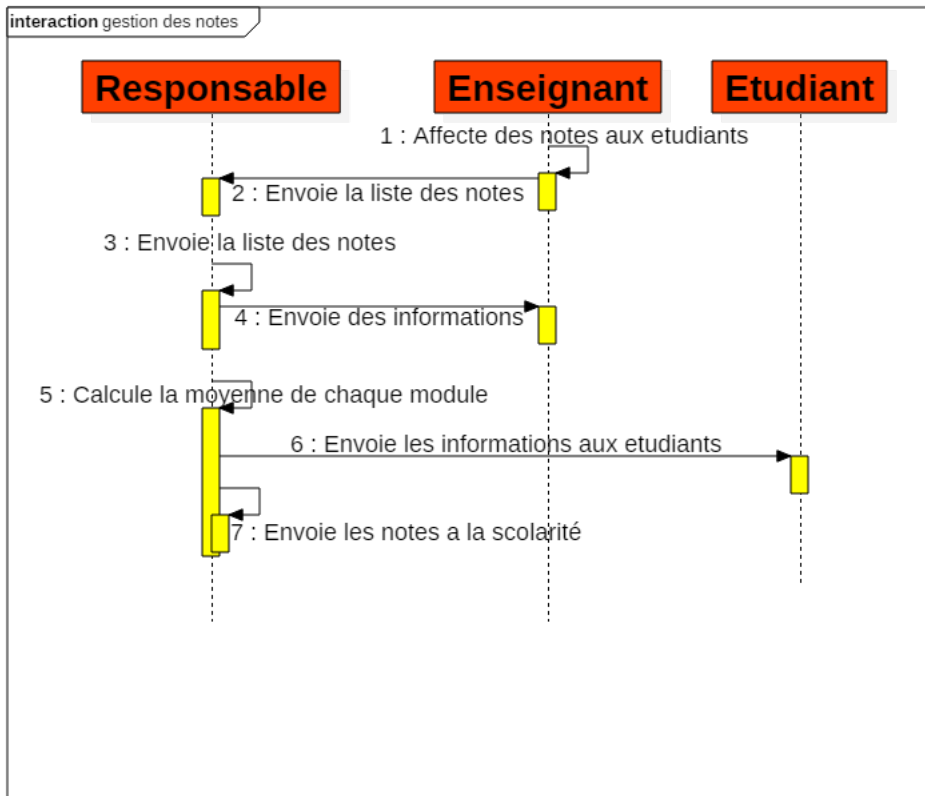 interaction gestion des notes
Responsable
Enseignant
Etudiant
1 : Affecte des notes aux etudiants
2 : Envoie la liste des notes
3 : Envoie la liste des notes
4 : Envoie des informations
5 : Calcule la moyenne de chaque module
6 : Envoie les informations aux etudiants
7 : Envoie les notes a la scolarité